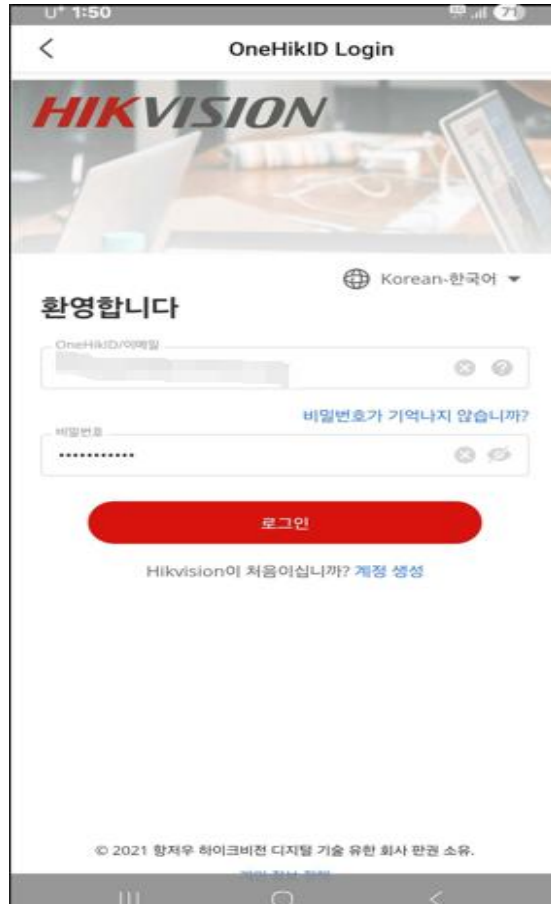 U+ 1:50
71
OneHikID Login
HIKVISION
Korean-한국어
환영합니다
OneHikID/이메일
비밀번호가 기억나지 않습니까?
비밀번호
•••••••••••
로그인
Hikvision이 처음이십니까? 계정 생성
© 2021 항저우 하이크비전 디지털 기술 유한 회사 판권 소유.